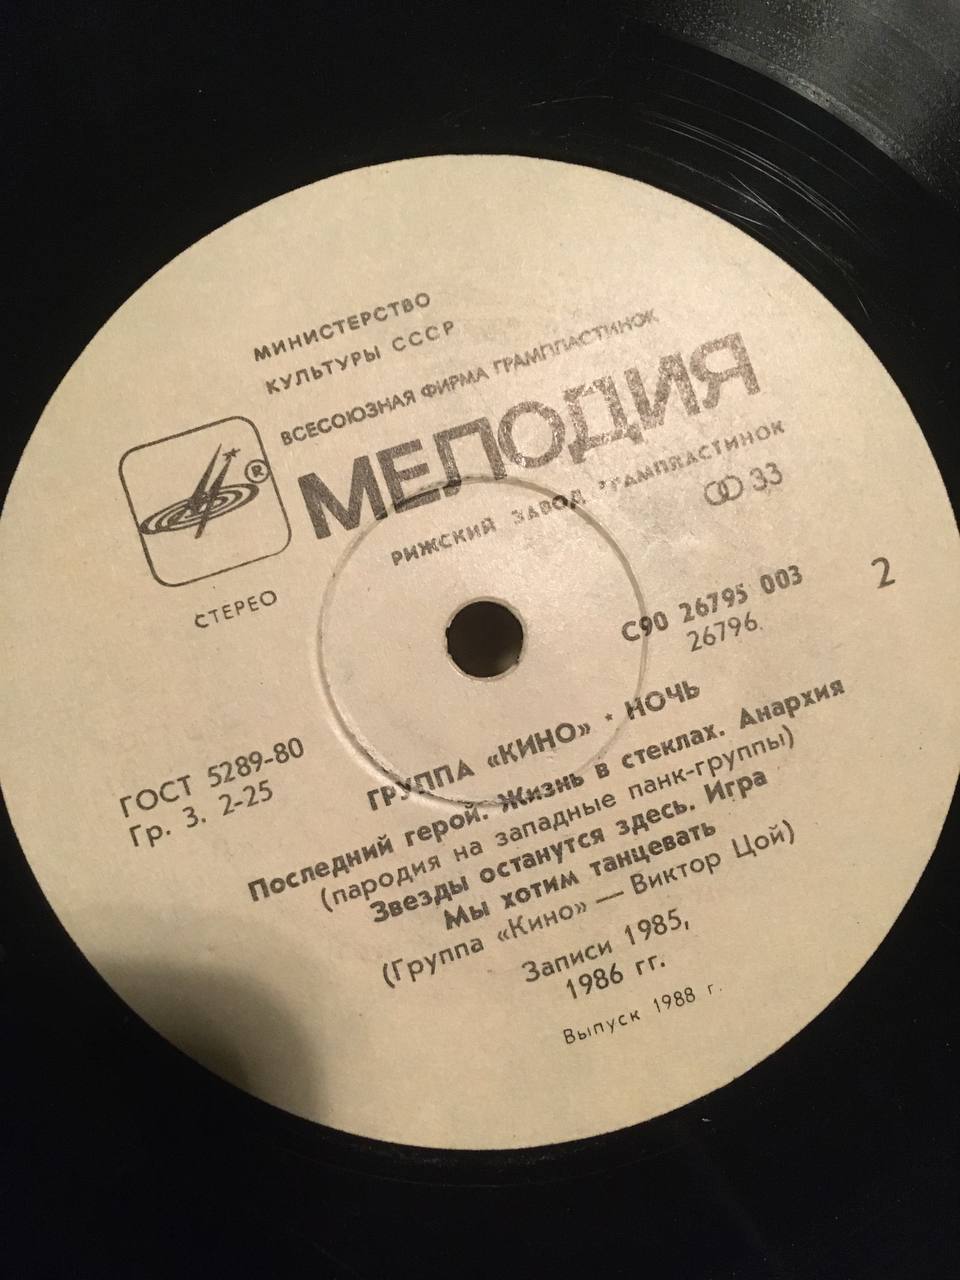 МИНИСТЕРСТВО
КУЛЬТУРЫ СССР
ВСЕСОЮЗНАЯ ФИРМА ГРАМПЛАСТИНОК
МЕЛОДИЯ
РИЖСКИЙ ЗАВОД ГРАМПЛАСТИНОК
®
33
СТЕРЕО
2
С90 26795 003
26796.
ГОСТ 5289-80
Гр. 3. 2-25
ГРУППА «КИНО» * НОЧЬ
Последний герой. Жизнь в стеклах. Анархия
(пародия на западные панк-группы)
Звезды останутся здесь. Игра
Мы хотим танцевать
(Группа «Кино» — Виктор Цой)
Записи 1985,
1986 гг.
Выпуск 1988 г.